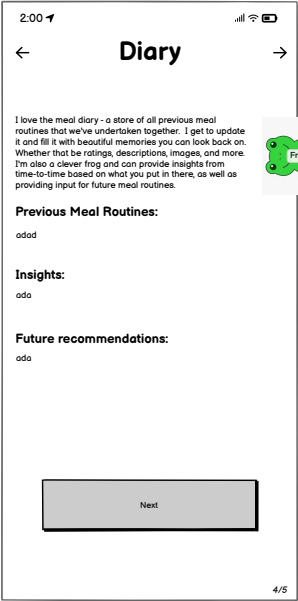 2:00
Diary
I love the meal diary - a store of all previous meal
routines that we've undertaken together. I get to update
it and fill it with beautiful memories you can look back on.
Whether that be ratings, descriptions, images, and more.
I'm also a clever frog and can provide insights from
time-to-time based on what you put in there, as well as
providing input for future meal routines.
Fr
Previous Meal Routines:
adad
Insights:
ada
Future recommendations:
ada
Next
4/5